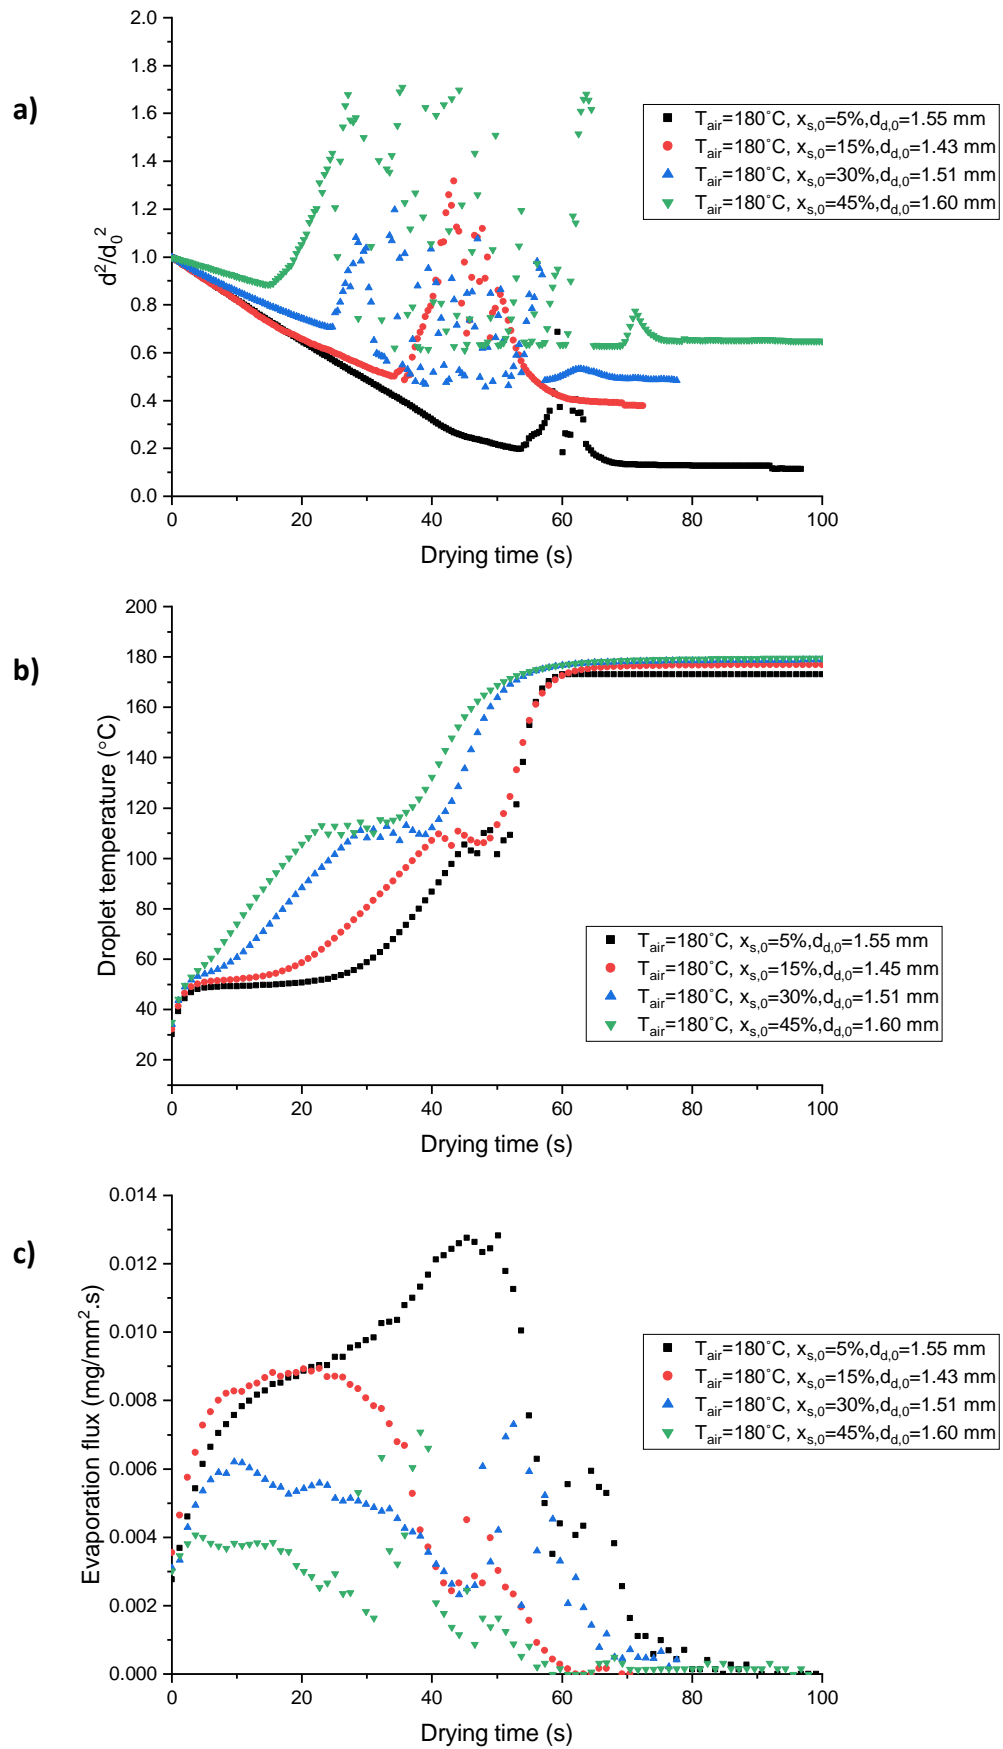 a)
2.0
1.8
1.6
1.4
1.2
1.0
0.8
0.6
0.4
0.2
0.0
d²/d₀²
0 20 40 60 80 100
Drying time (s)
T_air=180°C, x_s,0=5%,d_d,0=1.55 mm
T_air=180°C, x_s,0=15%,d_d,0=1.43 mm
T_air=180°C, x_s,0=30%,d_d,0=1.51 mm
T_air=180°C, x_s,0=45%,d_d,0=1.60 mm
b)
200
180
160
140
120
100
80
60
40
20
Droplet temperature (°C)
0 20 40 60 80 100
Drying time (s)
T_air=180°C, x_s,0=5%,d_d,0=1.55 mm
T_air=180°C, x_s,0=15%,d_d,0=1.45 mm
T_air=180°C, x_s,0=30%,d_d,0=1.51 mm
T_air=180°C, x_s,0=45%,d_d,0=1.60 mm
c)
0.014
0.012
0.010
0.008
0.006
0.004
0.002
0.000
Evaporation flux (mg/mm².s)
0 20 40 60 80 100
Drying time (s)
T_air=180°C, x_s,0=5%,d_d,0=1.55 mm
T_air=180°C, x_s,0=15%,d_d,0=1.43 mm
T_air=180°C, x_s,0=30%,d_d,0=1.51 mm
T_air=180°C, x_s,0=45%,d_d,0=1.60 mm